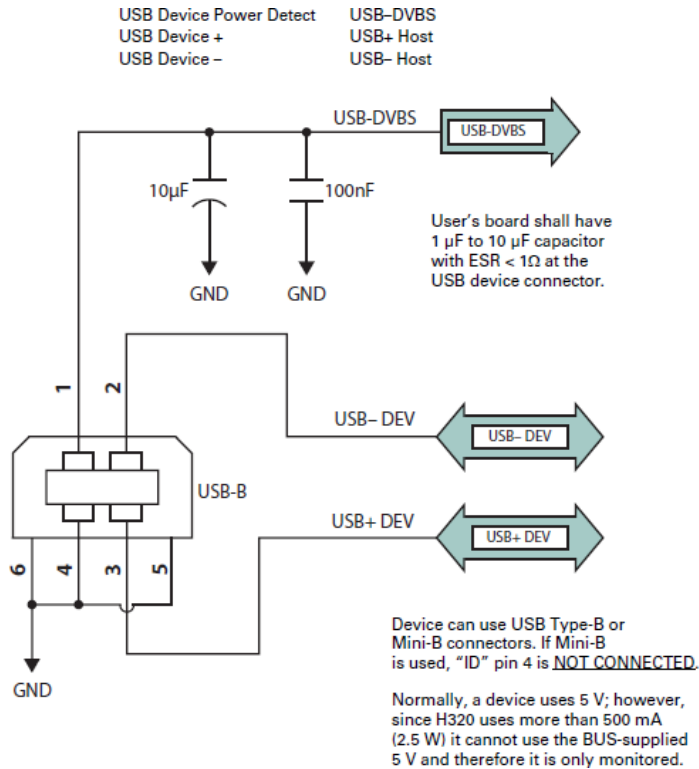 USB Device Power Detect USB–DVBS
USB Device + USB+ Host
USB Device – USB– Host
USB-DVBS
USB-DVBS
10µF
100nF
User's board shall have
1 µF to 10 µF capacitor
with ESR < 1Ω at the
USB device connector.
GND
GND
1
2
USB– DEV
USB– DEV
USB-B
USB+ DEV
USB+ DEV
6
4
3
5
GND
Device can use USB Type-B or
Mini-B connectors. If Mini-B
is used, "ID" pin 4 is NOT CONNECTED.
Normally, a device uses 5 V; however,
since H320 uses more than 500 mA
(2.5 W) it cannot use the BUS-supplied
5 V and therefore it is only monitored.